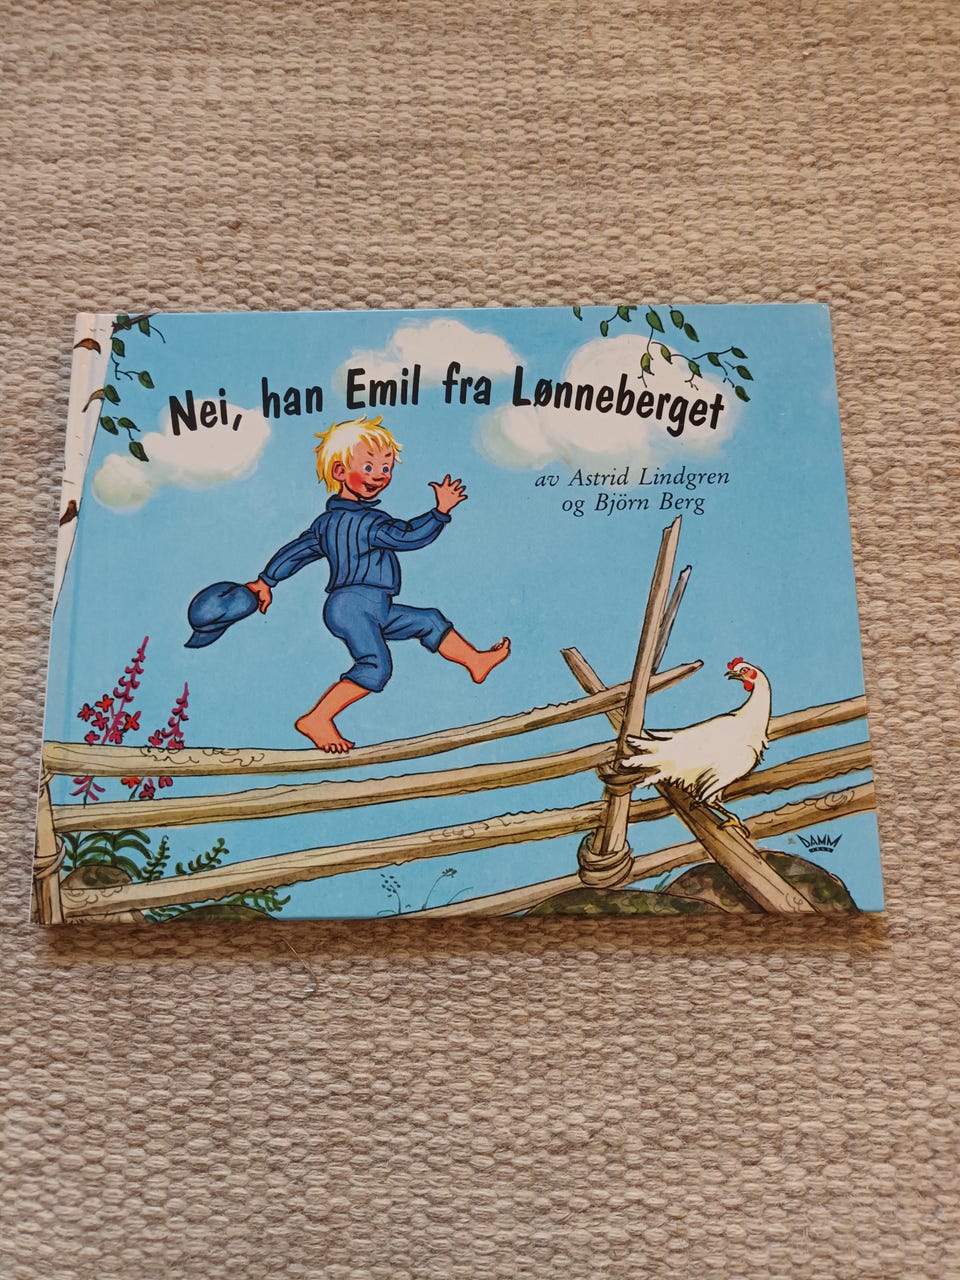 Nei, han Emil fra Lønneberget
av Astrid Lindgren
og Björn Berg
DAMM